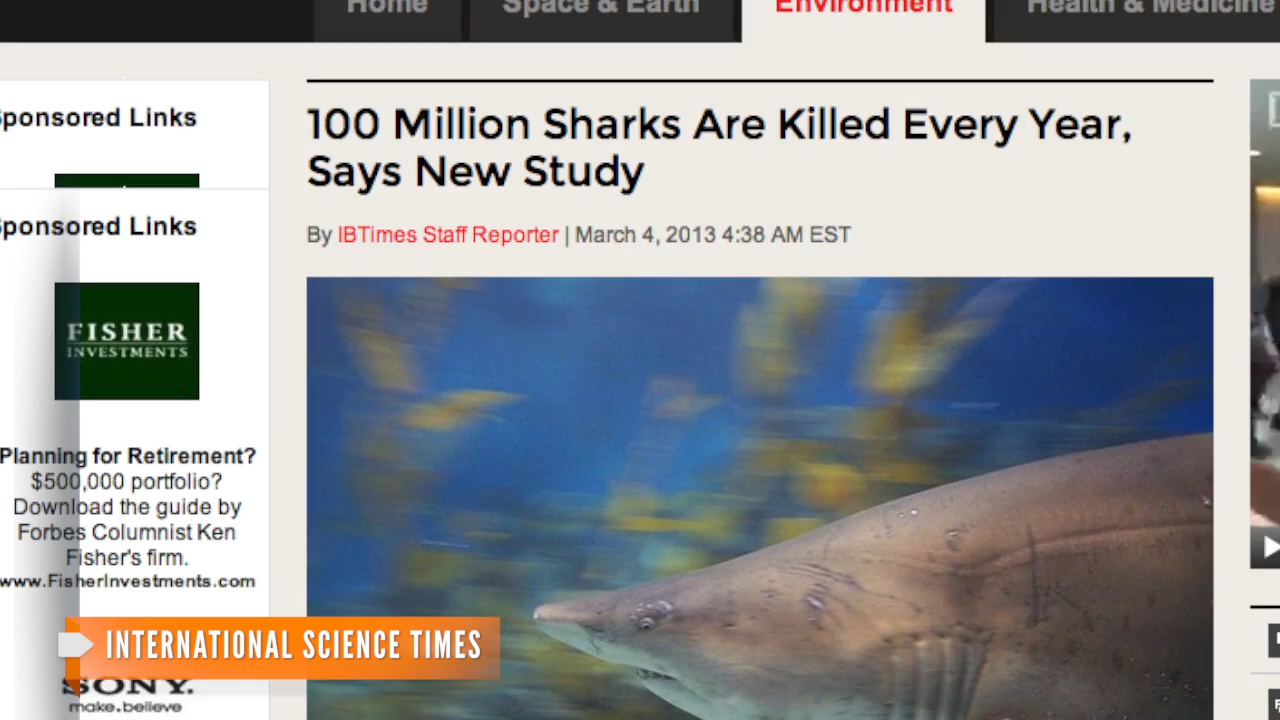 Home
Space & Earth
Environment
Health & Medicine
Sponsored Links
Sponsored Links
FISHER
INVESTMENTS
Planning for Retirement?
$500,000 portfolio?
Download the guide by
Forbes Columnist Ken
Fisher's firm.
www.FisherInvestments.com
SONY.
make.believe
100 Million Sharks Are Killed Every Year,
Says New Study
By IBTimes Staff Reporter | March 4, 2013 4:38 AM EST
INTERNATIONAL SCIENCE TIMES